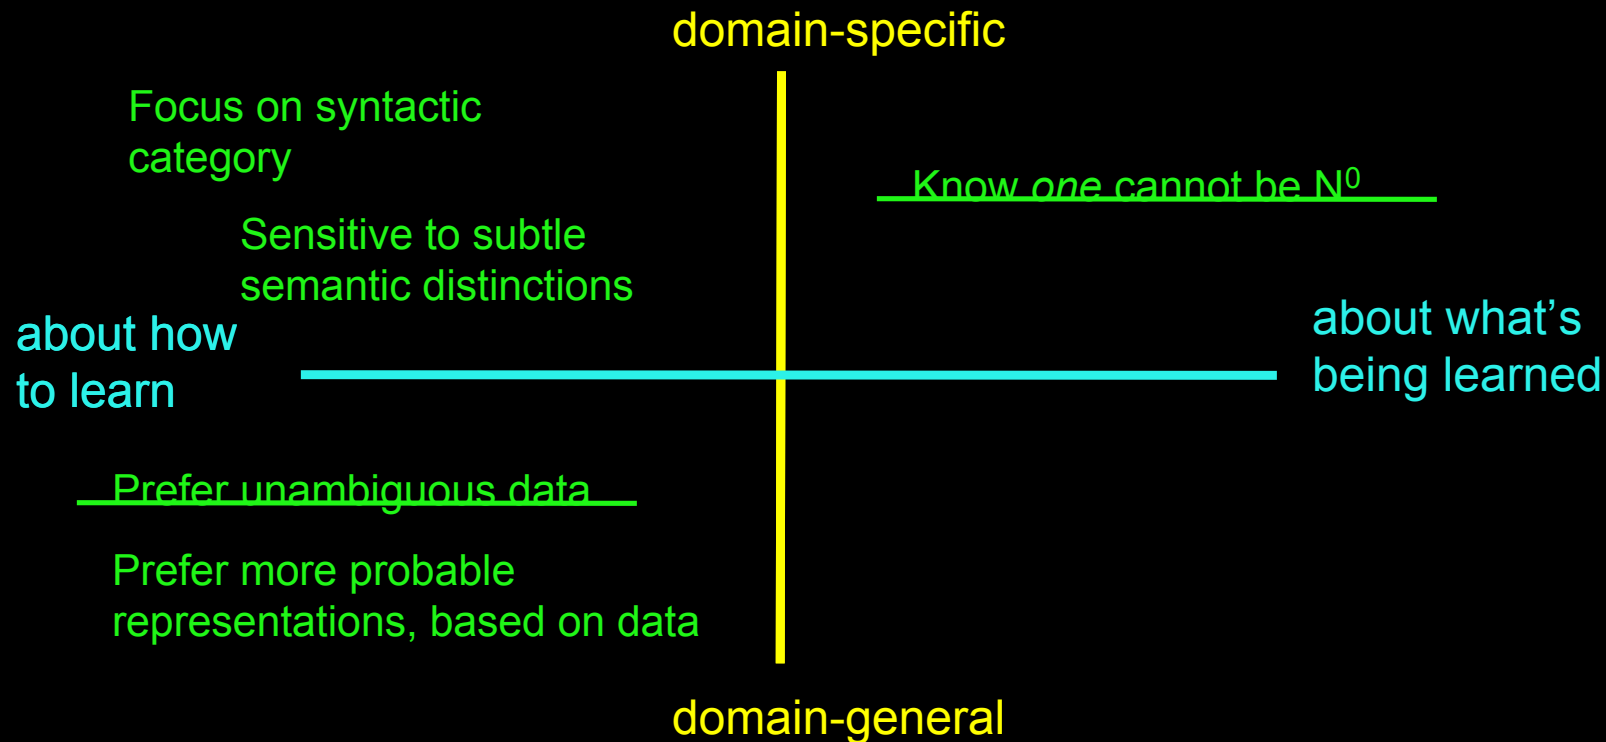 domain-specific
Focus on syntactic
category
Know one cannot be N⁰
Sensitive to subtle
semantic distinctions
about how
to learn
about what’s
being learned
Prefer unambiguous data
Prefer more probable
representations, based on data
domain-general